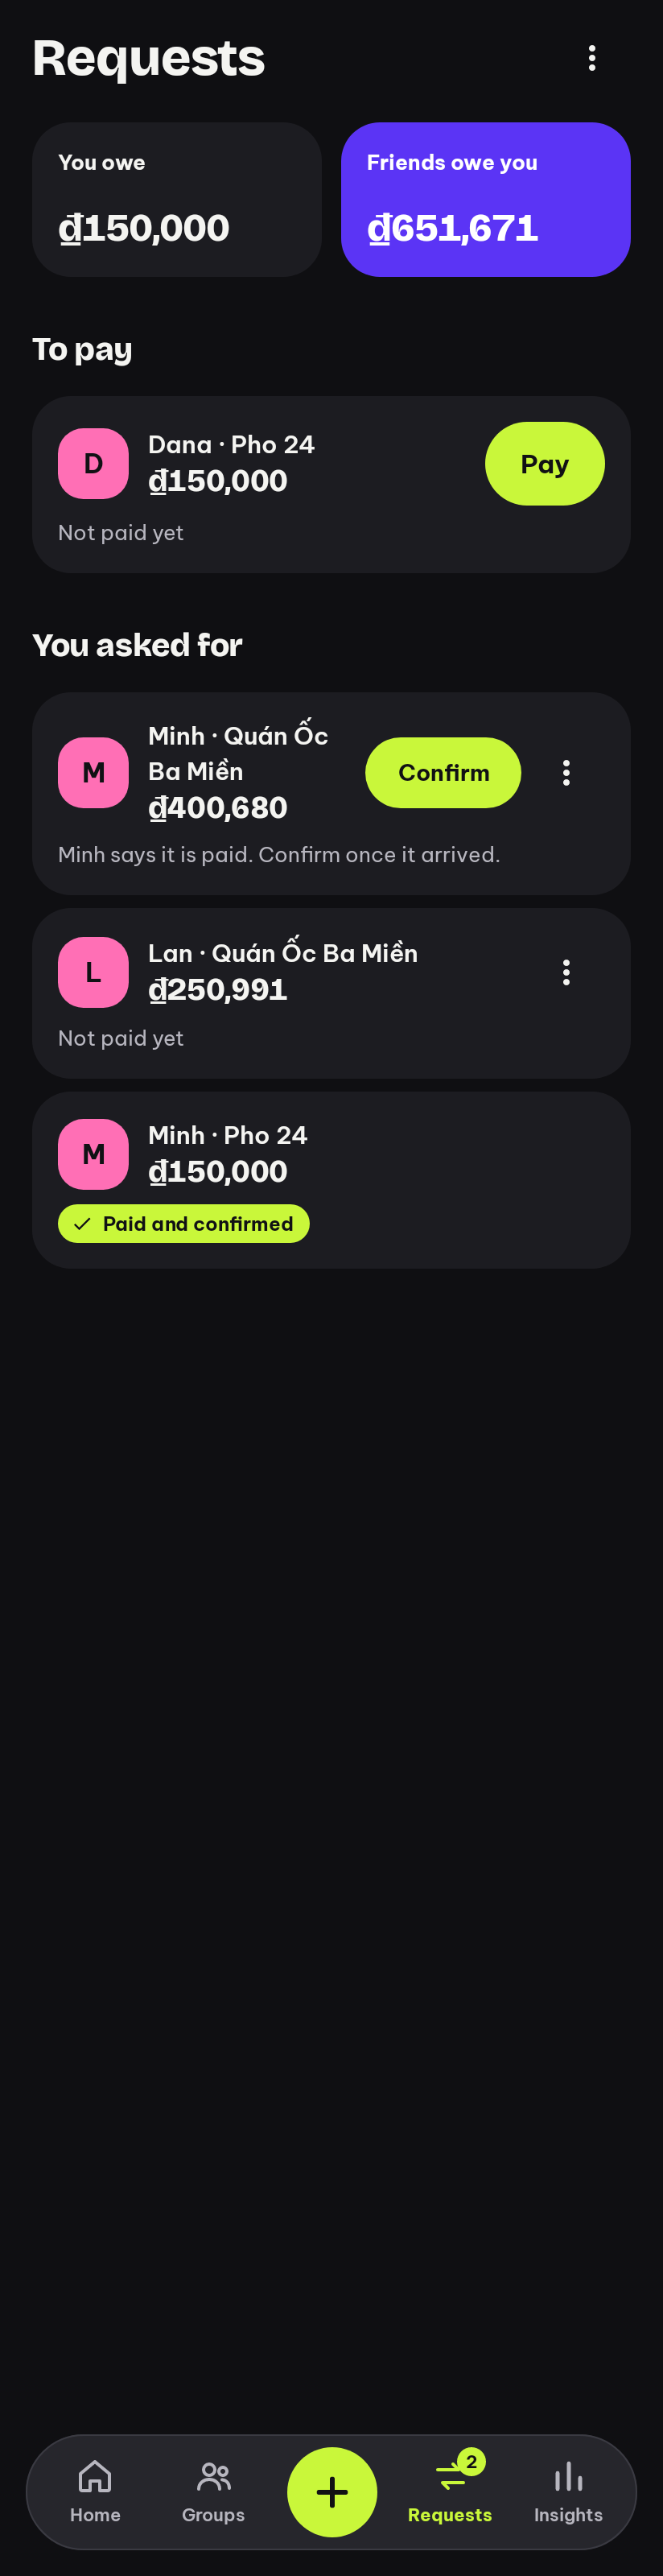 Requests
You owe
₫150,000
Friends owe you
₫651,671
To pay
D
Dana · Pho 24
₫150,000
Pay
Not paid yet
You asked for
M
Minh · Quán Ốc
Ba Miền
₫400,680
Confirm
Minh says it is paid. Confirm once it arrived.
L
Lan · Quán Ốc Ba Miền
₫250,991
Not paid yet
M
Minh · Pho 24
₫150,000
Paid and confirmed
2
Home
Groups
Requests
Insights